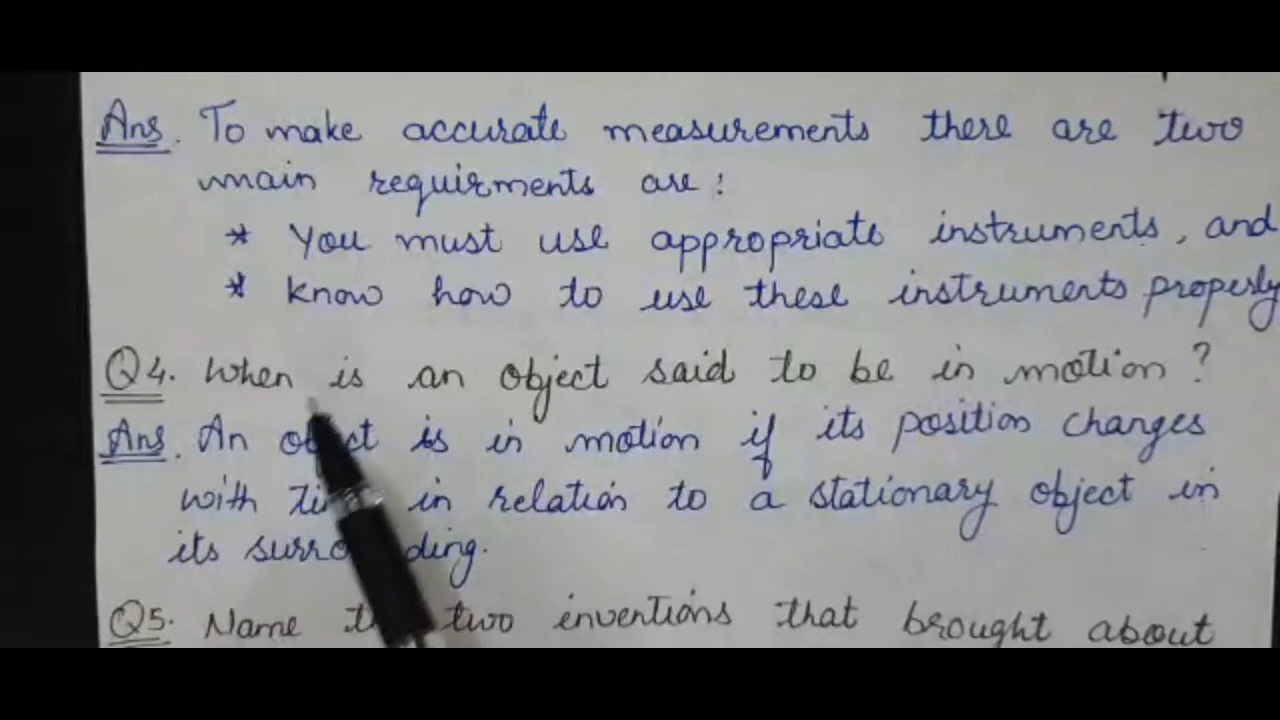 Ans. To make accurate measurements there are two
main requirments are:
* You must use appropriate instruments, and
* know how to use these instruments properly
Q4. When is an object said to be in motion?
Ans. An object is in motion if its position changes
with in relation to a stationary object in
its
Q5. Name two inventions that brought about